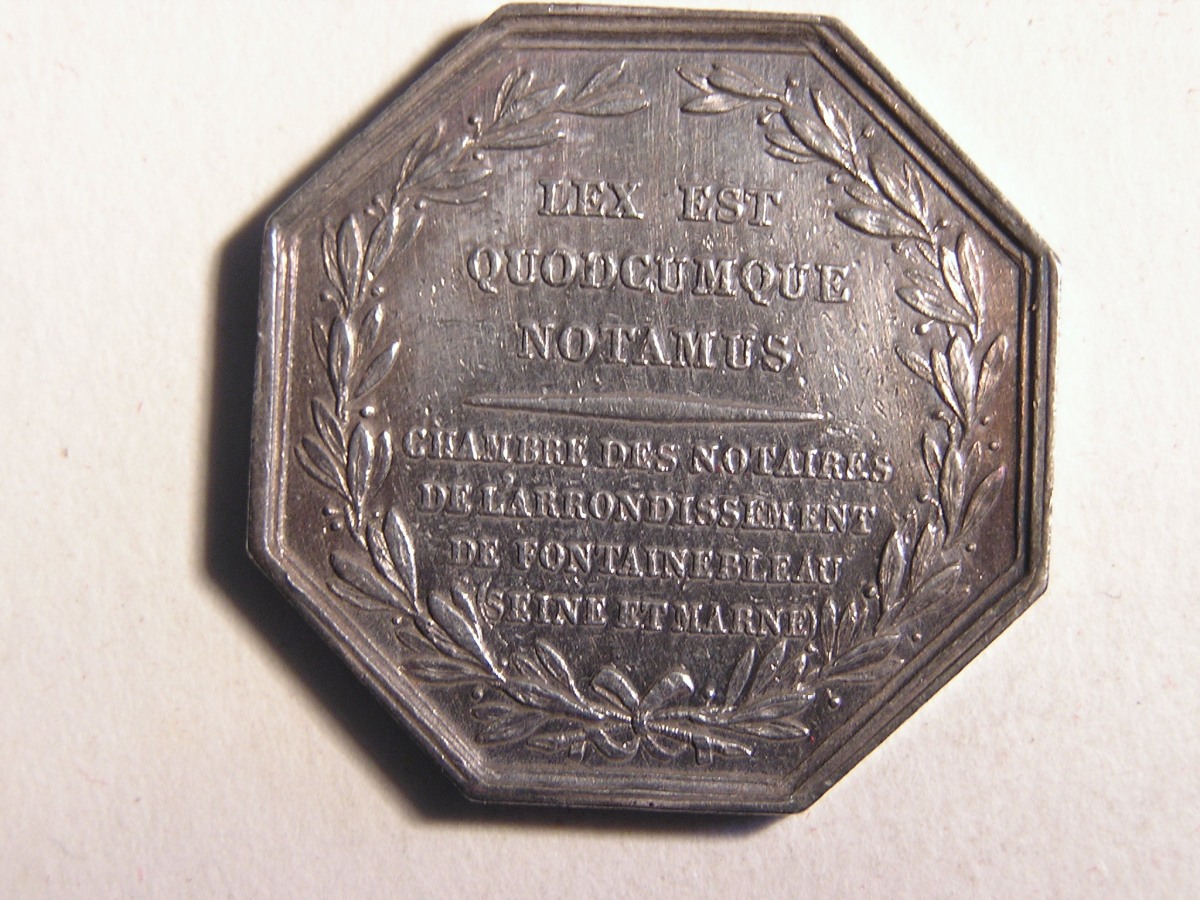 LEX EST
QUODCUMQUE
NOTAMUS
CHAMBRE DES NOTAIRES
DE L'ARRONDISSEMENT
DE FONTAINEBLEAU
(SEINE ET MARNE)